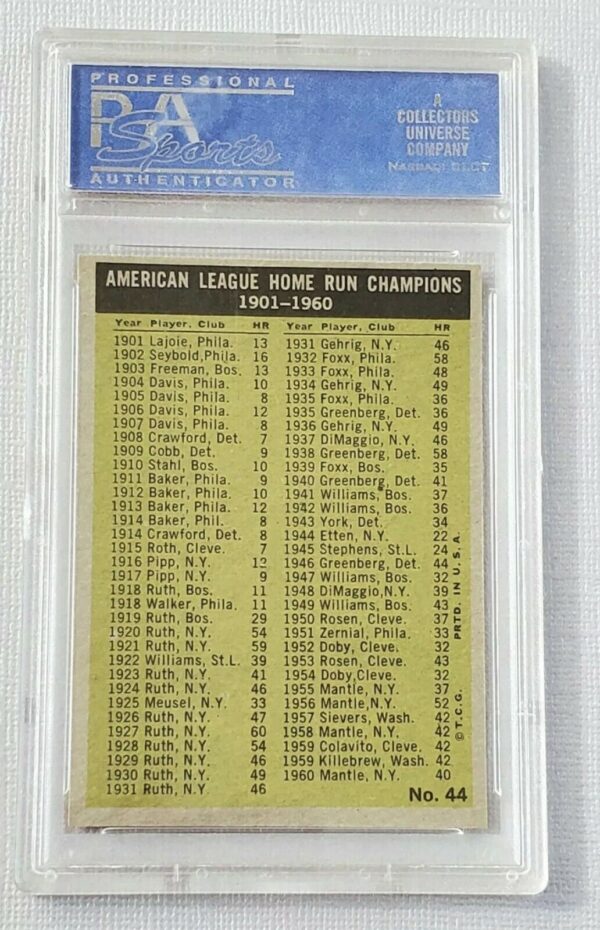 PROFESSIONAL
PSA
Sports
AUTHENTICATOR
A
COLLECTORS
UNIVERSE
COMPANY
NASDAQ: CLCT
AMERICAN LEAGUE HOME RUN CHAMPIONS
1901-1960
Year Player, Club HR
1901 Lajoie, Phila. 13
1902 Seybold, Phila. 16
1903 Freeman, Bos. 13
1904 Davis, Phila. 10
1905 Davis, Phila. 8
1906 Davis, Phila. 12
1907 Davis, Phila. 8
1908 Crawford, Det. 7
1909 Cobb, Det. 9
1910 Stahl, Bos. 10
1911 Baker, Phila. 9
1912 Baker, Phila. 10
1913 Baker, Phila. 12
1914 Baker, Phil. 8
1914 Crawford, Det. 8
1915 Roth, Cleve. 7
1916 Pipp, N.Y. 12
1917 Pipp, N.Y. 9
1918 Ruth, Bos. 11
1918 Walker, Phila. 11
1919 Ruth, Bos. 29
1920 Ruth, N.Y. 54
1921 Ruth, N.Y. 59
1922 Williams, St.L. 39
1923 Ruth, N.Y. 41
1924 Ruth, N.Y. 46
1925 Meusel, N.Y. 33
1926 Ruth, N.Y. 47
1927 Ruth, N.Y. 60
1928 Ruth, N.Y. 54
1929 Ruth, N.Y. 46
1930 Ruth, N.Y. 49
1931 Ruth, N.Y. 46
Year Player, Club HR
1931 Gehrig, N.Y. 46
1932 Foxx, Phila. 58
1933 Foxx, Phila. 48
1934 Gehrig, N.Y. 49
1935 Foxx, Phila. 36
1935 Greenberg, Det. 36
1936 Gehrig, N.Y. 49
1937 DiMaggio, N.Y. 46
1938 Greenberg, Det. 58
1939 Foxx, Bos. 35
1940 Greenberg, Det. 41
1941 Williams, Bos. 37
1942 Williams, Bos. 36
1943 York, Det. 34
1944 Etten, N.Y. 22
1945 Stephens, St.L. 24
1946 Greenberg, Det. 44
1947 Williams, Bos. 32
1948 DiMaggio, N.Y. 39
1949 Williams, Bos. 43
1950 Rosen, Cleve. 37
1951 Zernial, Phila. 33
1952 Doby, Cleve. 32
1953 Rosen, Cleve. 43
1954 Doby, Cleve. 32
1955 Mantle, N.Y. 37
1956 Mantle, N.Y. 52
1957 Sievers, Wash. 42
1958 Mantle, N.Y. 42
1959 Colavito, Cleve. 42
1959 Killebrew, Wash. 42
1960 Mantle, N.Y. 40
© T.C.G. PRTD. IN U.S.A.
No. 44